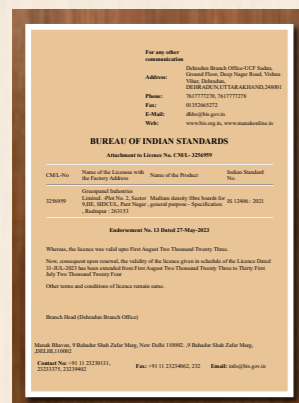 For any other
communication
Dehradun Branch Office-UCF Sadan,
Address: Ground Floor, Deep Nagar Road, Vishnu
Vihar, Dehradun,
DEHRADUN,UTTARAKHAND,248001
Phone: 7617777270, 7617777276
Fax: 01352665272
E-Mail: dhbo@bis.gov.in
Web: www.bis.org.in, www.manakonline.in
BUREAU OF INDIAN STANDARDS
Attachment to Licence No. CM/L- 3256959
CM/L-No Name of the Licensee with the Factory Address Name of the Product Indian Standard No.
3256959 Greenpanel Industries Limited -Plot No. 2, Sector 9,IIE, SIDCUL, Pant Nagar , Rudrapur : 263153 Medium density fibre boards for general purpose - Specification IS 12406 : 2021
Endorsement No. 13 Dated 27-May-2023
Whereas, the licence was valid upto First August Two Thousand Twenty Three.
Now, consequent upon renewal, the validity of the licence given in schedule of the Licence Dated
31-JUL-2023 has been extended from First August Two Thousand Twenty Three to Thirty First
July Two Thousand Twenty Four
Other terms and conditions of licence remain same.
Branch Head (Dehradun Branch Office)
Manak Bhavan, 9 Bahadur Shah Zafar Marg, New Delhi 110002 ,9 Bahadur Shah Zafar Marg,
,DELHI,110002
Contact No: +91 11 23230131, Fax: +91 11 23234062, 232 Email: info@bis.gov.in
23233375, 23239402